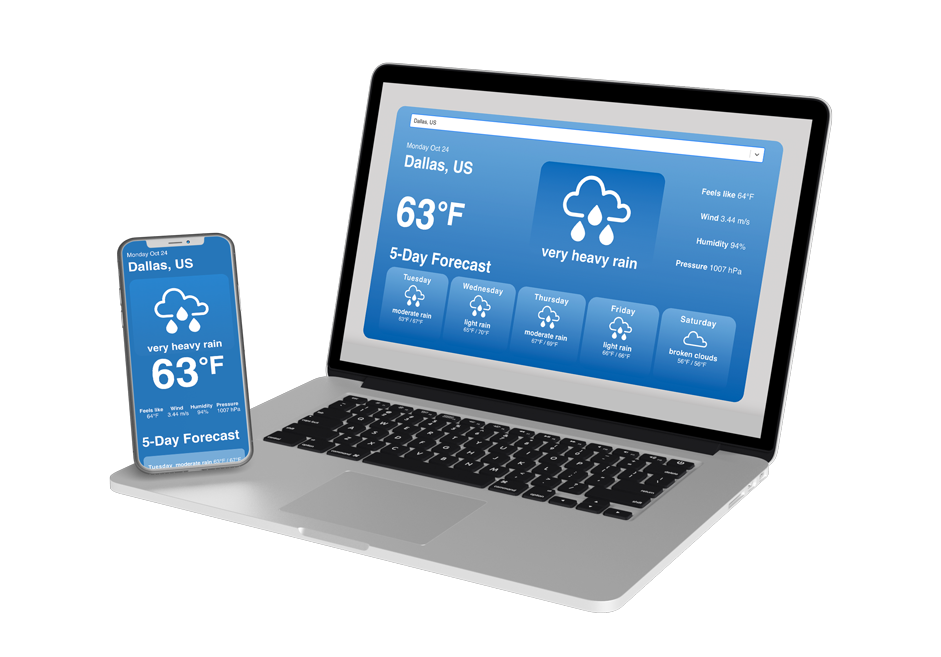 Monday Oct 24
Dallas, US
very heavy rain
63°F
Feels like Wind Humidity Pressure
64°F 3.44 m/s 94% 1007 hPa
5-Day Forecast
Tuesday moderate rain 63°F / 67°F
Dallas, US
Monday Oct 24
Dallas, US
63°F
very heavy rain
Feels like 64°F
Wind 3.44 m/s
Humidity 94%
Pressure 1007 hPa
5-Day Forecast
Tuesday
moderate rain
63°F / 67°F
Wednesday
light rain
65°F / 70°F
Thursday
moderate rain
67°F / 69°F
Friday
light rain
66°F / 66°F
Saturday
broken clouds
56°F / 56°F